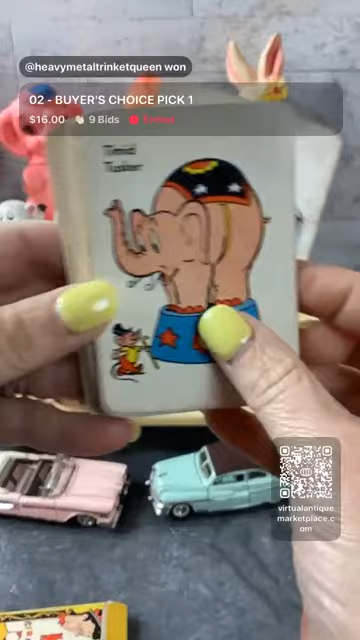 @heavymetaltrinketqueen won
02 - BUYER'S CHOICE PICK 1
$16.00 9 Bids Ended
Timid
Tusker
virtualantique
marketplace.c
om